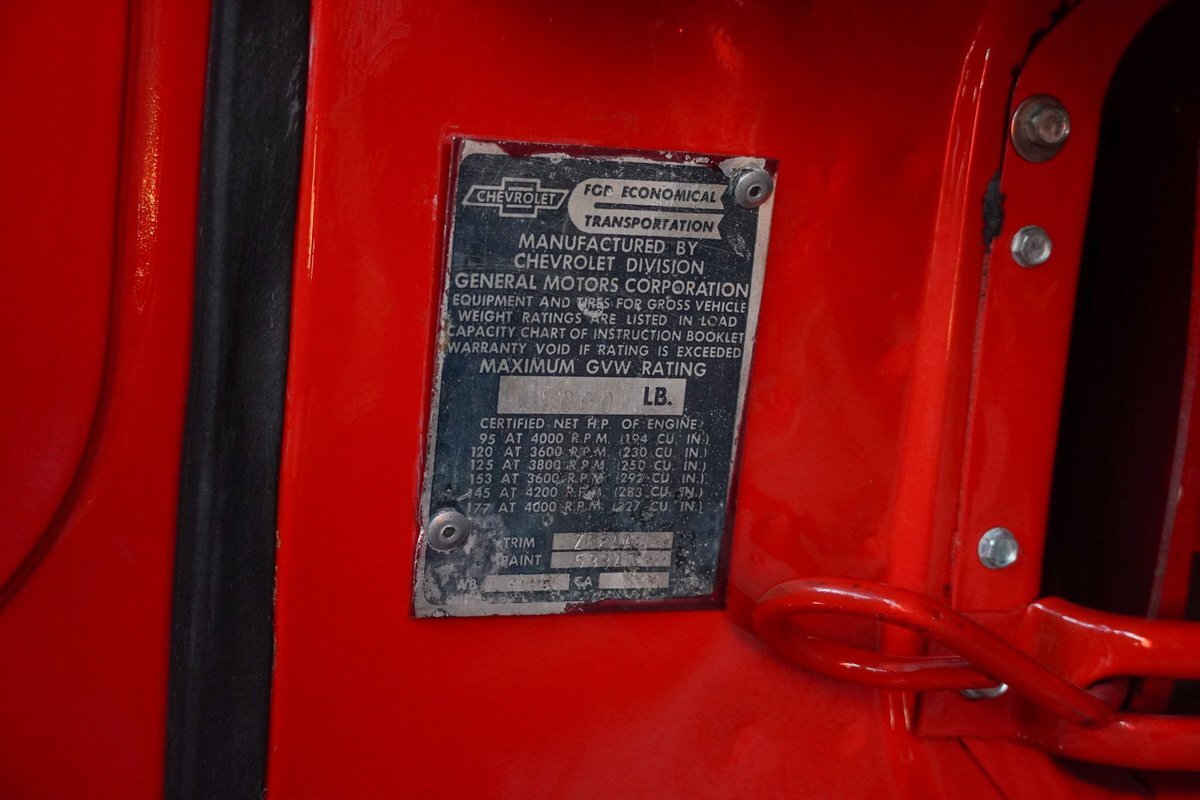 CHEVROLET
FOR ECONOMICAL
TRANSPORTATION
MANUFACTURED BY
CHEVROLET DIVISION
GENERAL MOTORS CORPORATION
EQUIPMENT AND TIRES FOR GROSS VEHICLE
WEIGHT RATINGS ARE LISTED IN LOAD
CAPACITY CHART OF INSTRUCTION BOOKLET
WARRANTY VOID IF RATING IS EXCEEDED
MAXIMUM GVW RATING
LB.
CERTIFIED NET H.P. OF ENGINE
95 AT 4000 R.P.M. (194 CU. IN.)
120 AT 3600 R.P.M. (230 CU. IN.)
125 AT 3800 R.P.M. (250 CU. IN.)
153 AT 3600 R.P.M. (292 CU. IN.)
145 AT 4200 R.P.M. (283 CU. IN.)
177 AT 4000 R.P.M. (327 CU. IN.)
TRIM
PAINT
WB CA